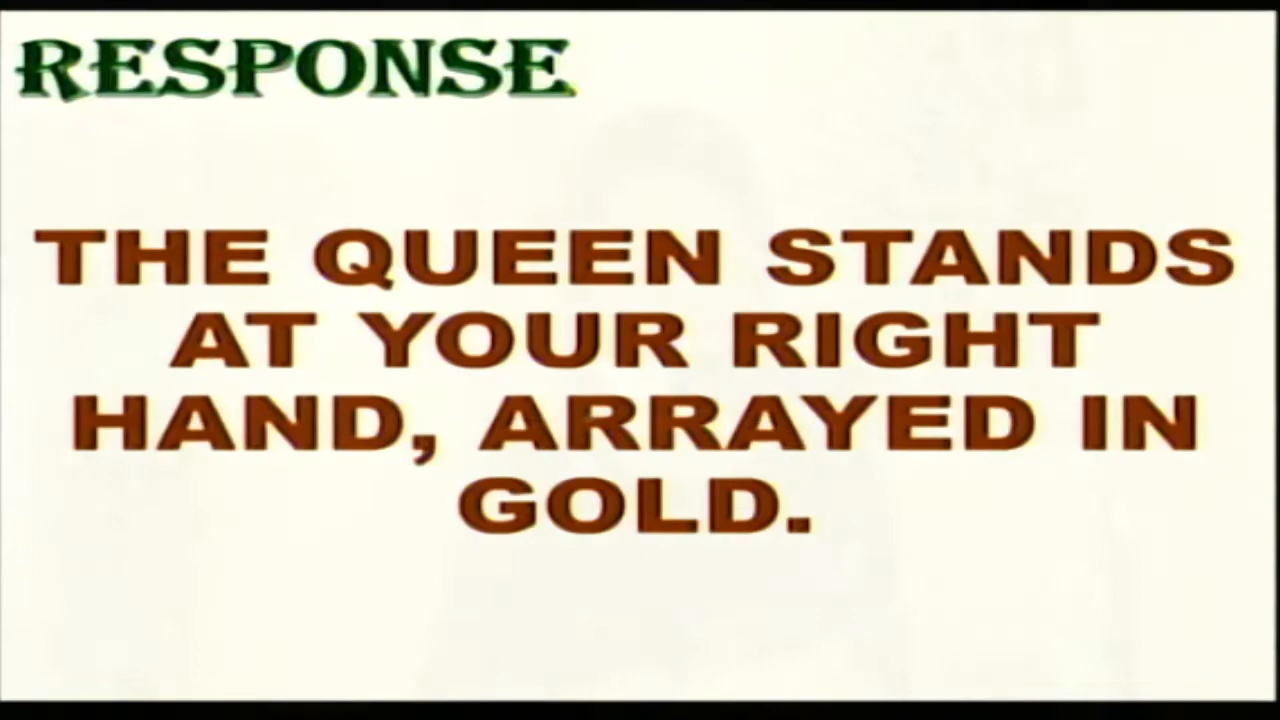 RESPONSE
THE QUEEN STANDS
AT YOUR RIGHT
HAND, ARRAYED IN
GOLD.